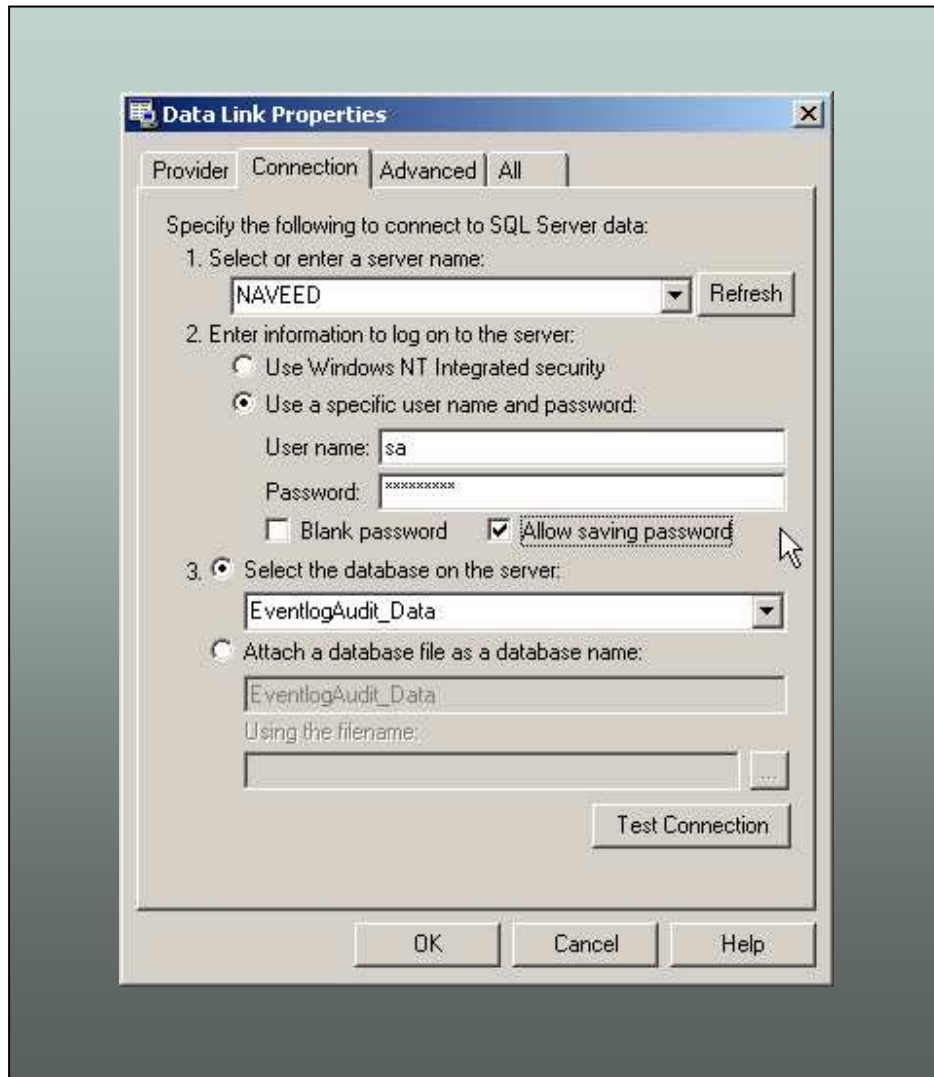 Data Link Properties
Provider Connection Advanced All
Specify the following to connect to SQL Server data:
1. Select or enter a server name:
NAVEED Refresh
2. Enter information to log on to the server:
Use Windows NT Integrated security
Use a specific user name and password:
User name: sa
Password: *********
Blank password Allow saving password
3. Select the database on the server:
EventlogAudit_Data
Attach a database file as a database name:
EventlogAudit_Data
Using the filename:
...
Test Connection
OK Cancel Help